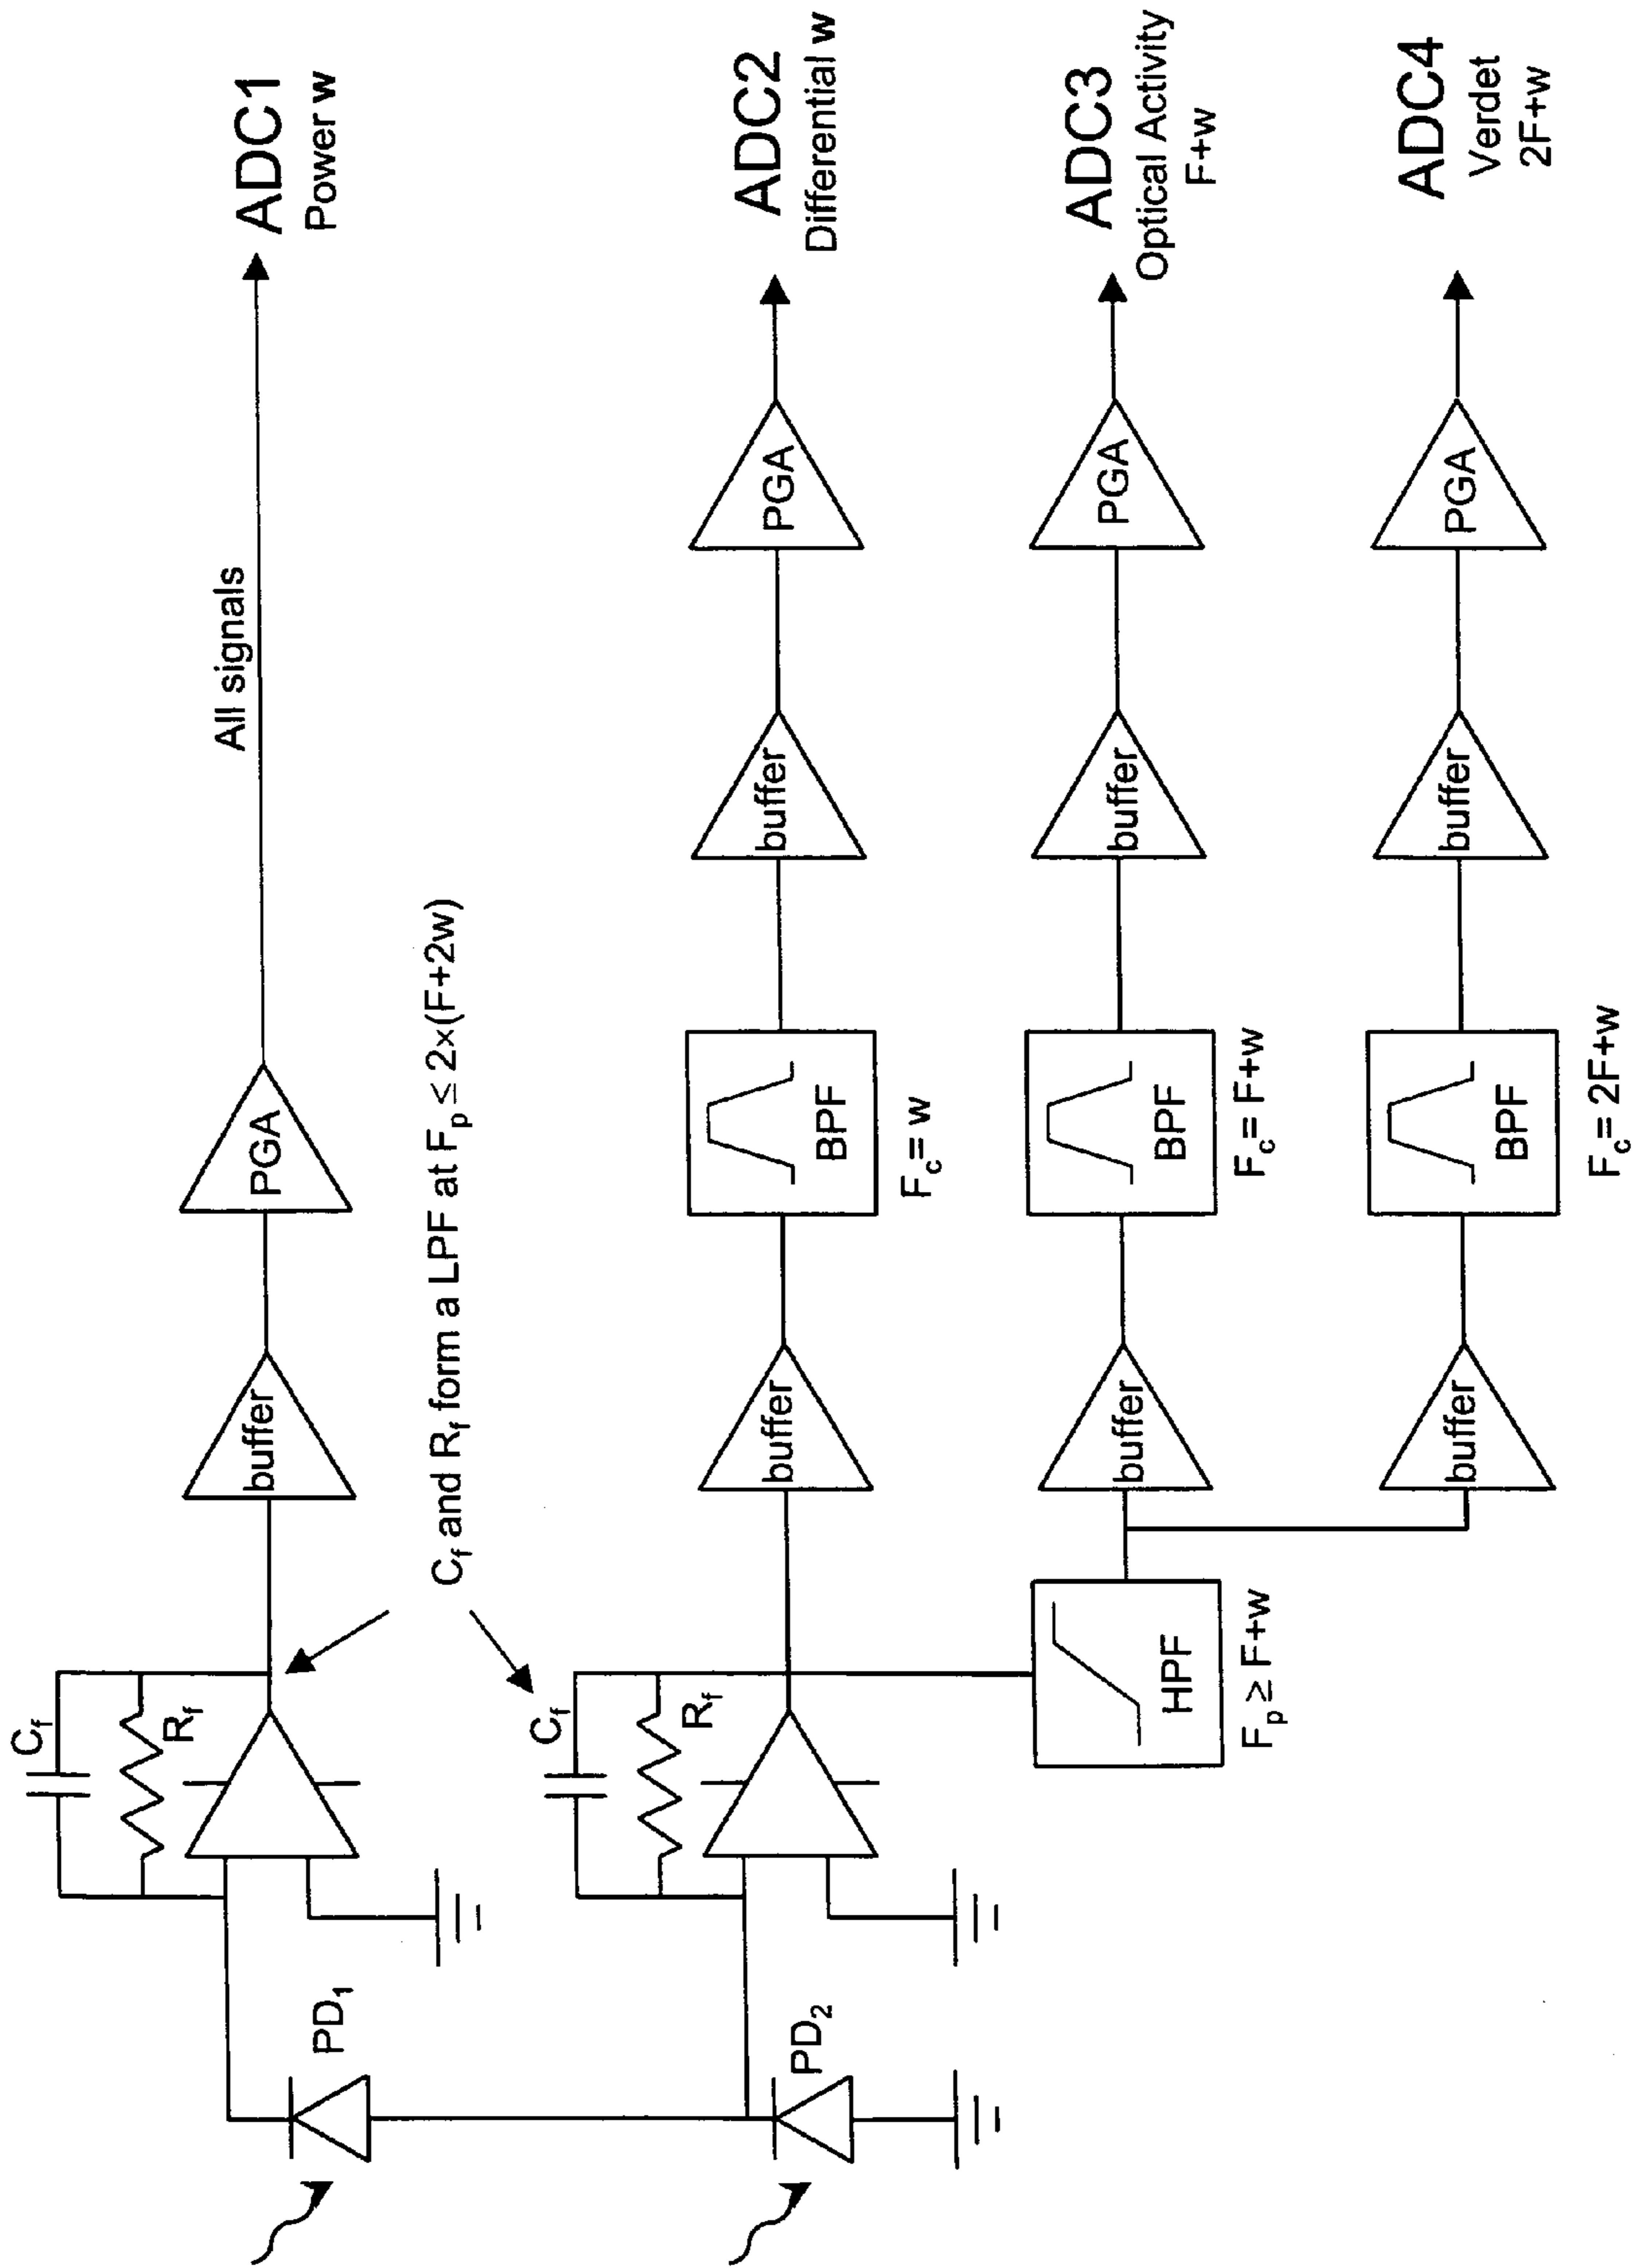 C_f
R_f
PD_1
buffer
PGA
All signals
ADC1
Power w
C_f and R_f form a LPF at F_p ≤ 2×(F+2w)
C_f
R_f
PD_2
buffer
BPF
F_c = w
buffer
PGA
ADC2
Differential w
HPF
F_p ≥ F+w
buffer
BPF
F_c = F+w
buffer
PGA
ADC3
Optical Activity
F+w
buffer
BPF
F_c = 2F+w
buffer
PGA
ADC4
Verdet
2F+w